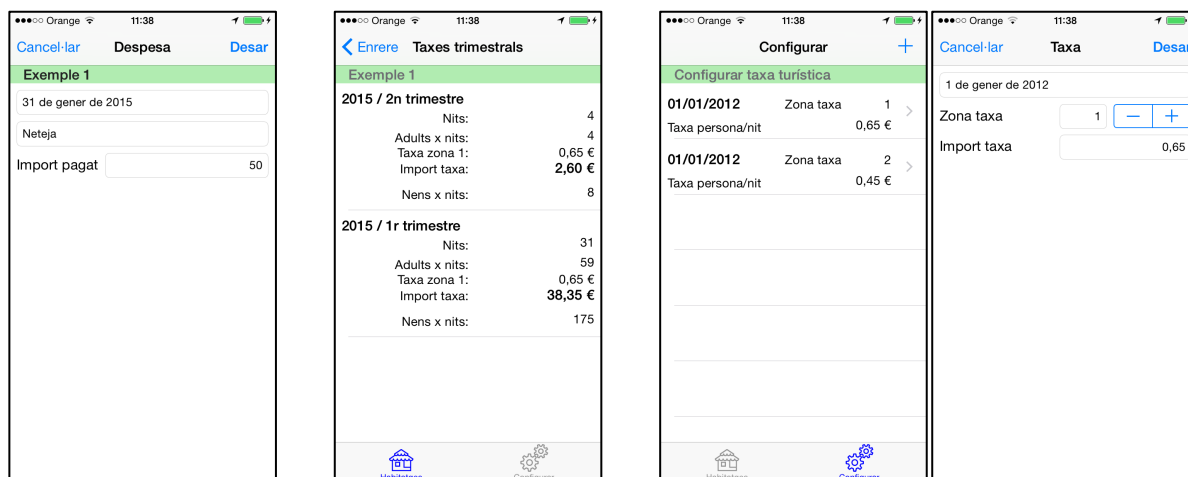 ●●●○○ Orange 11:38
Cancel·lar Despesa Desar
Exemple 1
31 de gener de 2015
Neteja
Import pagat 50
●●●○○ Orange 11:38
Enrere Taxes trimestrals
Exemple 1
2015 / 2n trimestre
Nits: 4
Adults x nits: 4
Taxa zona 1: 0,65 €
Import taxa: 2,60 €
Nens x nits: 8
2015 / 1r trimestre
Nits: 31
Adults x nits: 59
Taxa zona 1: 0,65 €
Import taxa: 38,35 €
Nens x nits: 175
Habitatges Configurar
●●●○○ Orange 11:38
Configurar +
Configurar taxa turística
01/01/2012 Zona taxa 1
Taxa persona/nit 0,65 €
01/01/2012 Zona taxa 2
Taxa persona/nit 0,45 €
Habitatges Configurar
●●●○○ Orange 11:38
Cancel·lar Taxa Desar
1 de gener de 2012
Zona taxa 1 — +
Import taxa 0,65